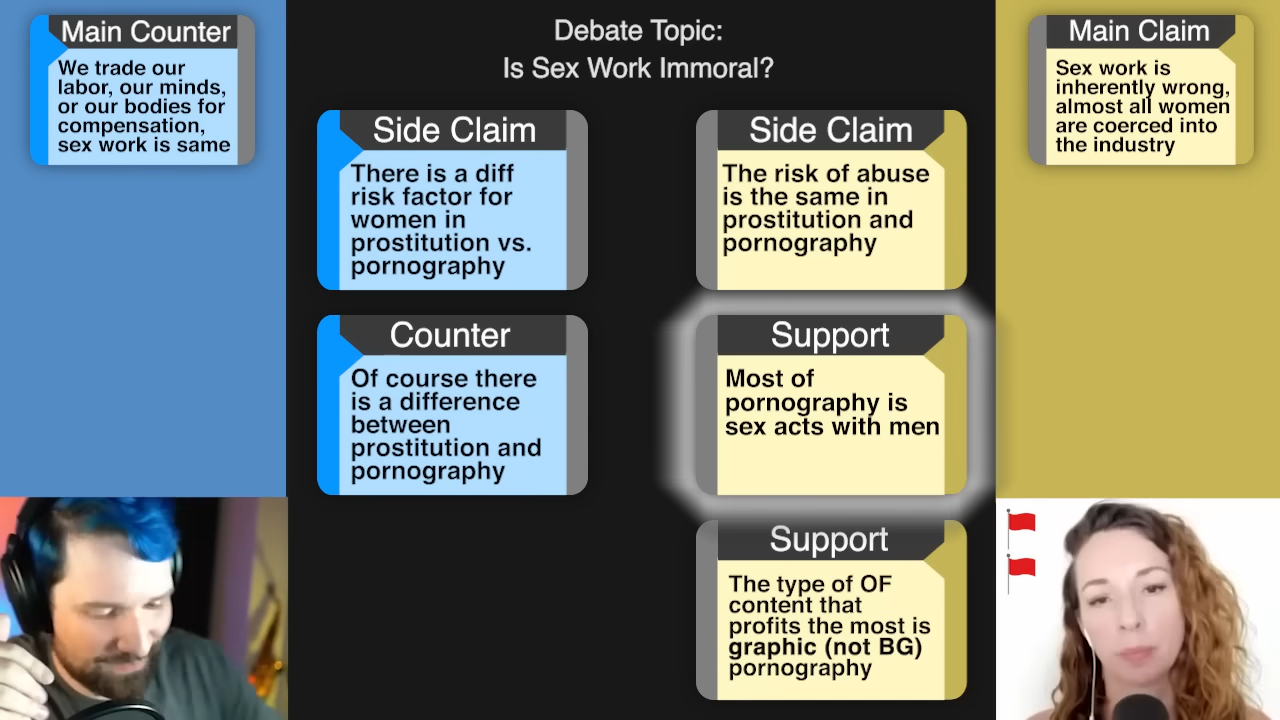 Main Counter
We trade our
labor, our minds,
or our bodies for
compensation,
sex work is same
Debate Topic:
Is Sex Work Immoral?
Main Claim
Sex work is
inherently wrong,
almost all women
are coerced into
the industry
Side Claim
There is a diff
risk factor for
women in
prostitution vs.
pornography
Side Claim
The risk of abuse
is the same in
prostitution and
pornography
Counter
Of course there
is a difference
between
prostitution and
pornography
Support
Most of
pornography is
sex acts with men
Support
The type of OF
content that
profits the most is
graphic (not BG)
pornography